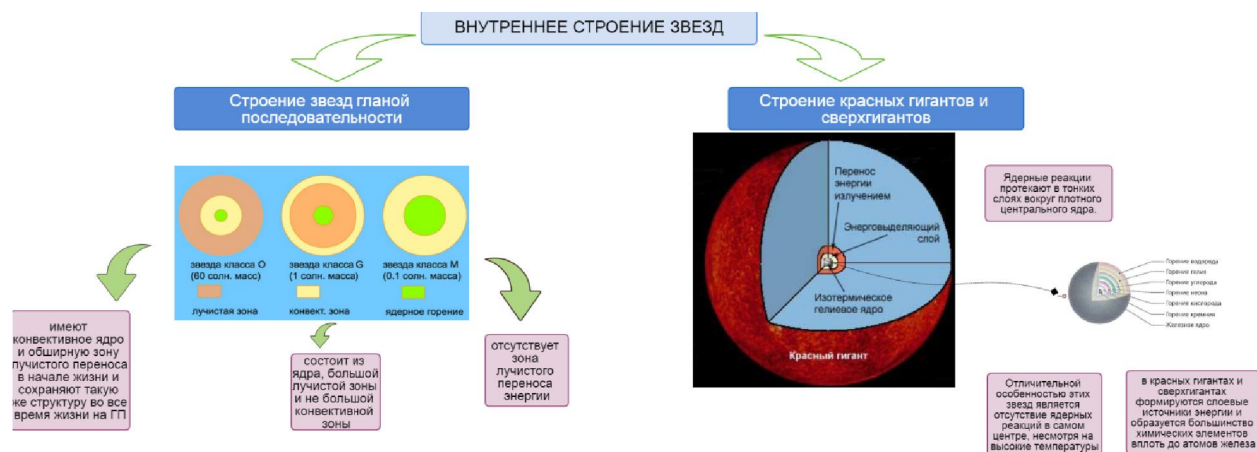 ВНУТРЕННЕЕ СТРОЕНИЕ ЗВЕЗД
Строение звезд гланой
последовательности
звезда класса O
(60 солн. масс)
звезда класса G
(1 солн. масса)
звезда класса M
(0.1 солн. масса)
лучистая зона
конвект. зона
ядерное горение
имеют
конвективное ядро
и обширную зону
лучистого переноса
в начале жизни и
сохраняют такую
же структуру во все
время жизни на ГП
состоит из
ядра, большой
лучистой зоны
и не большой
конвективной
зоны
отсутствует
зона
лучистого
переноса
энергии
Строение красных гигантов и
сверхгигантов
Перенос
энергии
излучением
Энерговыделяющий
слой
Изотермическое
гелиевое ядро
Красный гигант
Ядерные реакции
протекают в тонких
слоях вокруг плотного
центрального ядра.
Горение водорода
Горение гелия
Горение углерода
Горение неона
Горение кислорода
Горение кремния
Железное ядро
Отличительной
особенностью этих
звезд является
отсутствие ядерных
реакций в самом
центре, несмотря на
высокие температуры
в красных гигантах и
сверхгигантах
формируются слоевые
источники энергии и
образуется большинство
химических элементов
вплоть до атомов железа